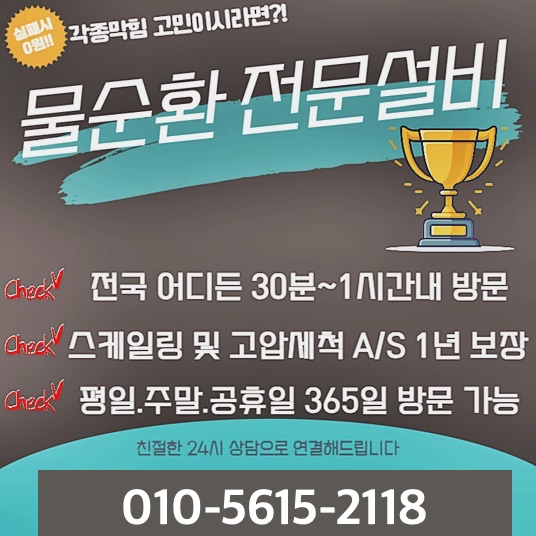 실패시
0원!!
각종막힘 고민이시라면?!
물순환 전문설비
Check 전국 어디든 30분~1시간내 방문
Check 스케일링 및 고압세척 A/S 1년 보장
Check 평일.주말.공휴일 365일 방문 가능
친절한 24시 상담으로 연결해드립니다
010-5615-2118